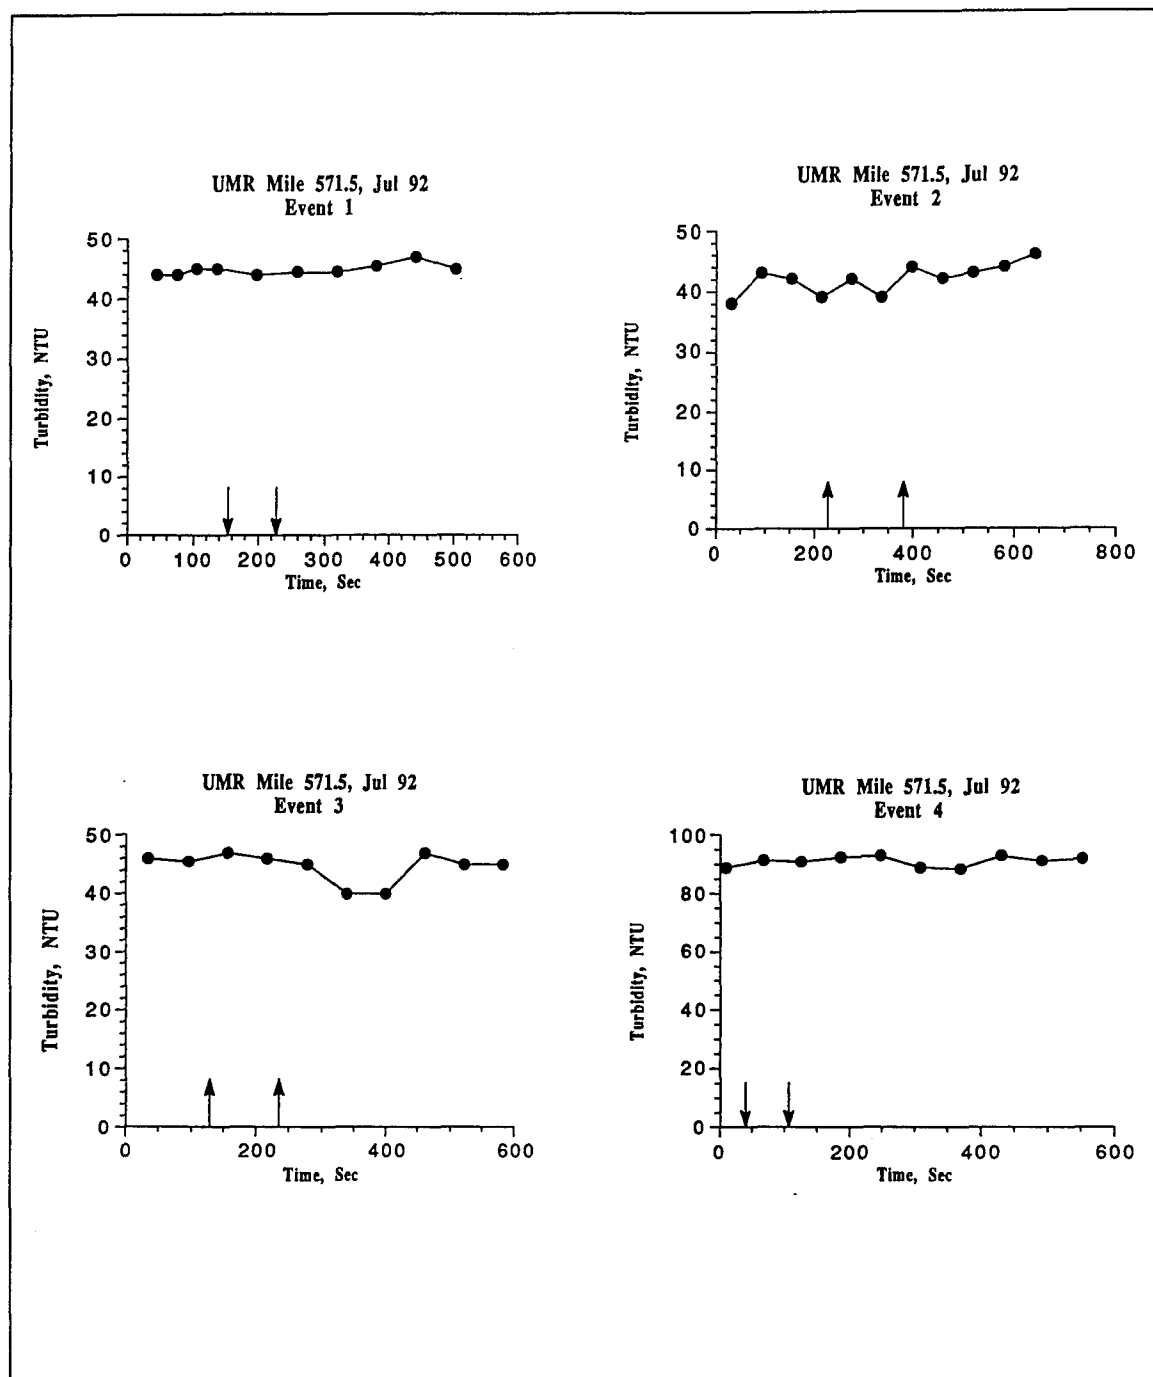 UMR Mile 571.5, Jul 92
Event 1
50
40
30
20
10
0
Turbidity, NTU
0 100 200 300 400 500 600
Time, Sec
UMR Mile 571.5, Jul 92
Event 2
50
40
30
20
10
0
Turbidity, NTU
0 200 400 600 800
Time, Sec
UMR Mile 571.5, Jul 92
Event 3
50
40
30
20
10
0
Turbidity, NTU
0 200 400 600
Time, Sec
UMR Mile 571.5, Jul 92
Event 4
100
80
60
40
20
0
Turbidity, NTU
0 200 400 600
Time, Sec